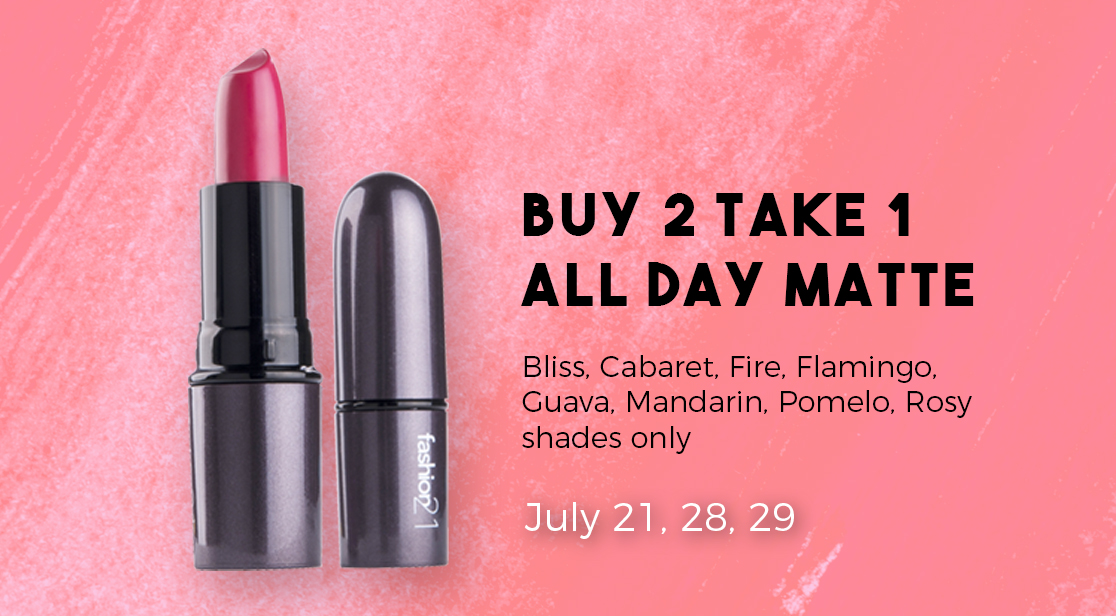 BUY 2 TAKE 1
ALL DAY MATTE
Bliss, Cabaret, Fire, Flamingo,
Guava, Mandarin, Pomelo, Rosy
shades only
July 21, 28, 29
fashion21